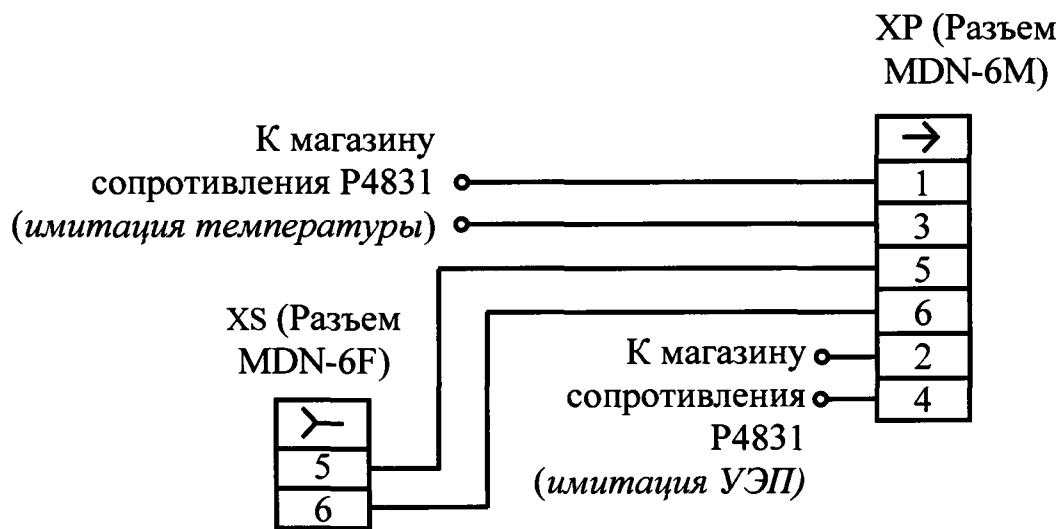 XP (Разъем
MDN-6M)
К магазину
сопротивления Р4831
(имитация температуры)
1
3
5
6
2
4
XS (Разъем
MDN-6F)
5
6
К магазину
сопротивления
Р4831
(имитация УЭП)